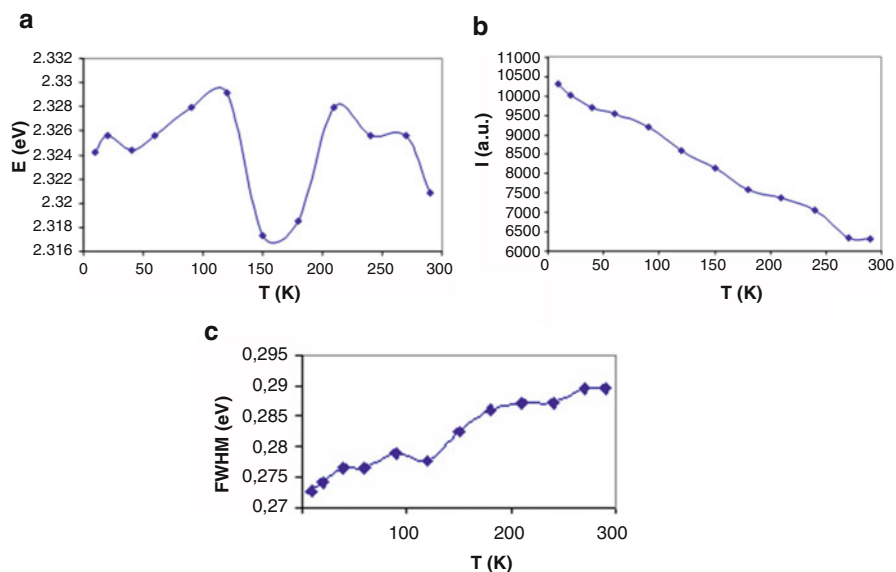 a
2.332
2.33
2.328
2.326
2.324
2.322
2.32
2.318
2.316
E (eV)
0 50 100 150 200 250 300
T (K)
b
11000
10500
10000
9500
9000
8500
8000
7500
7000
6500
6000
I (a.u.)
0 50 100 150 200 250 300
T (K)
c
0,295
0,29
0,285
0,28
0,275
0,27
FWHM (eV)
100 200 300
T (K)